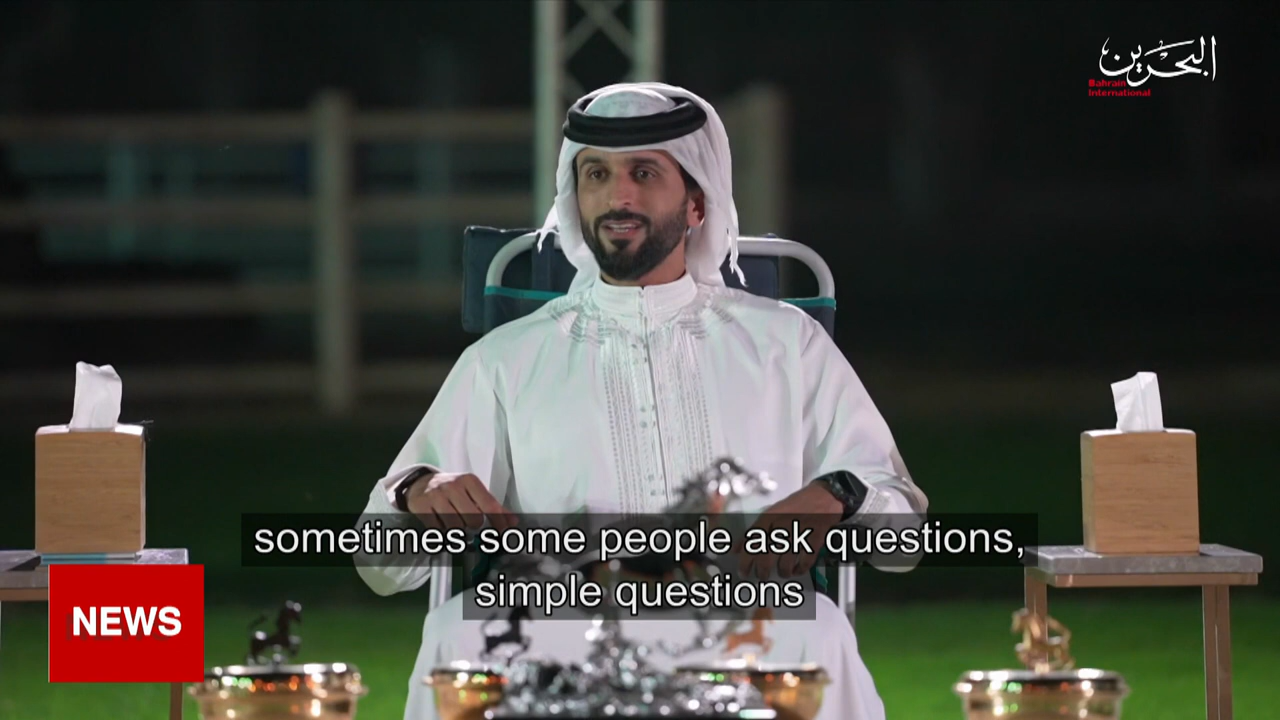 البحرين
Bahrain
International
sometimes some people ask questions,
simple questions
NEWS